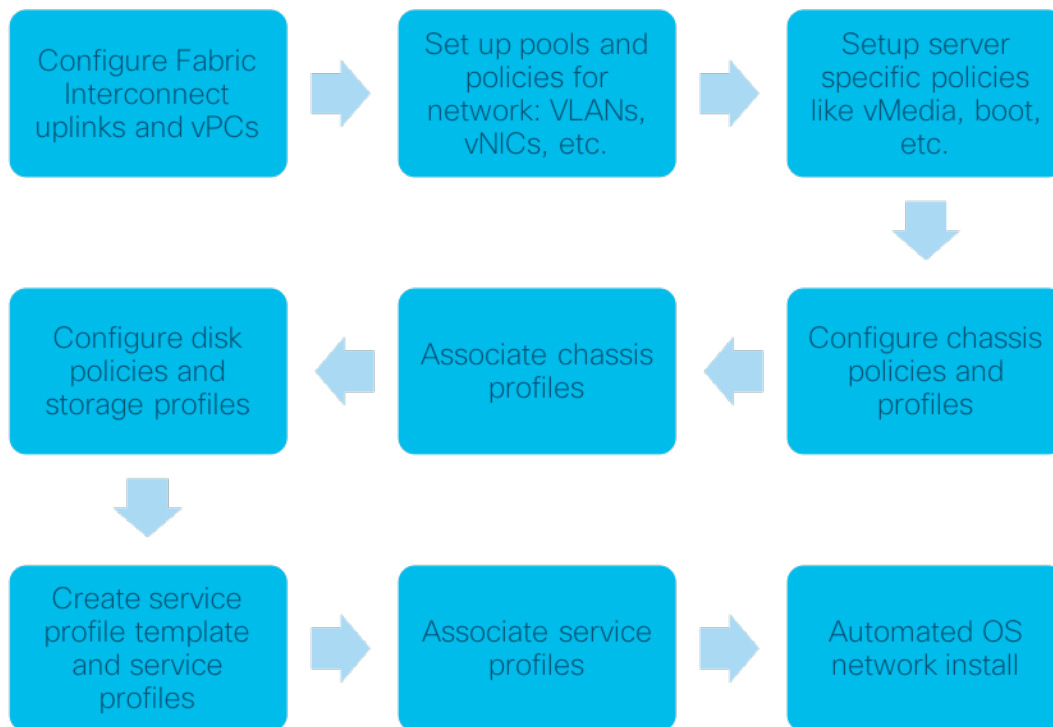 Configure Fabric
Interconnect
uplinks and vPCs
Set up pools and
policies for
network: VLANs,
vNICs, etc.
Setup server
specific policies
like vMedia, boot,
etc.
Configure chassis
policies and
profiles
Associate chassis
profiles
Configure disk
policies and
storage profiles
Create service
profile template
and service
profiles
Associate service
profiles
Automated OS
network install